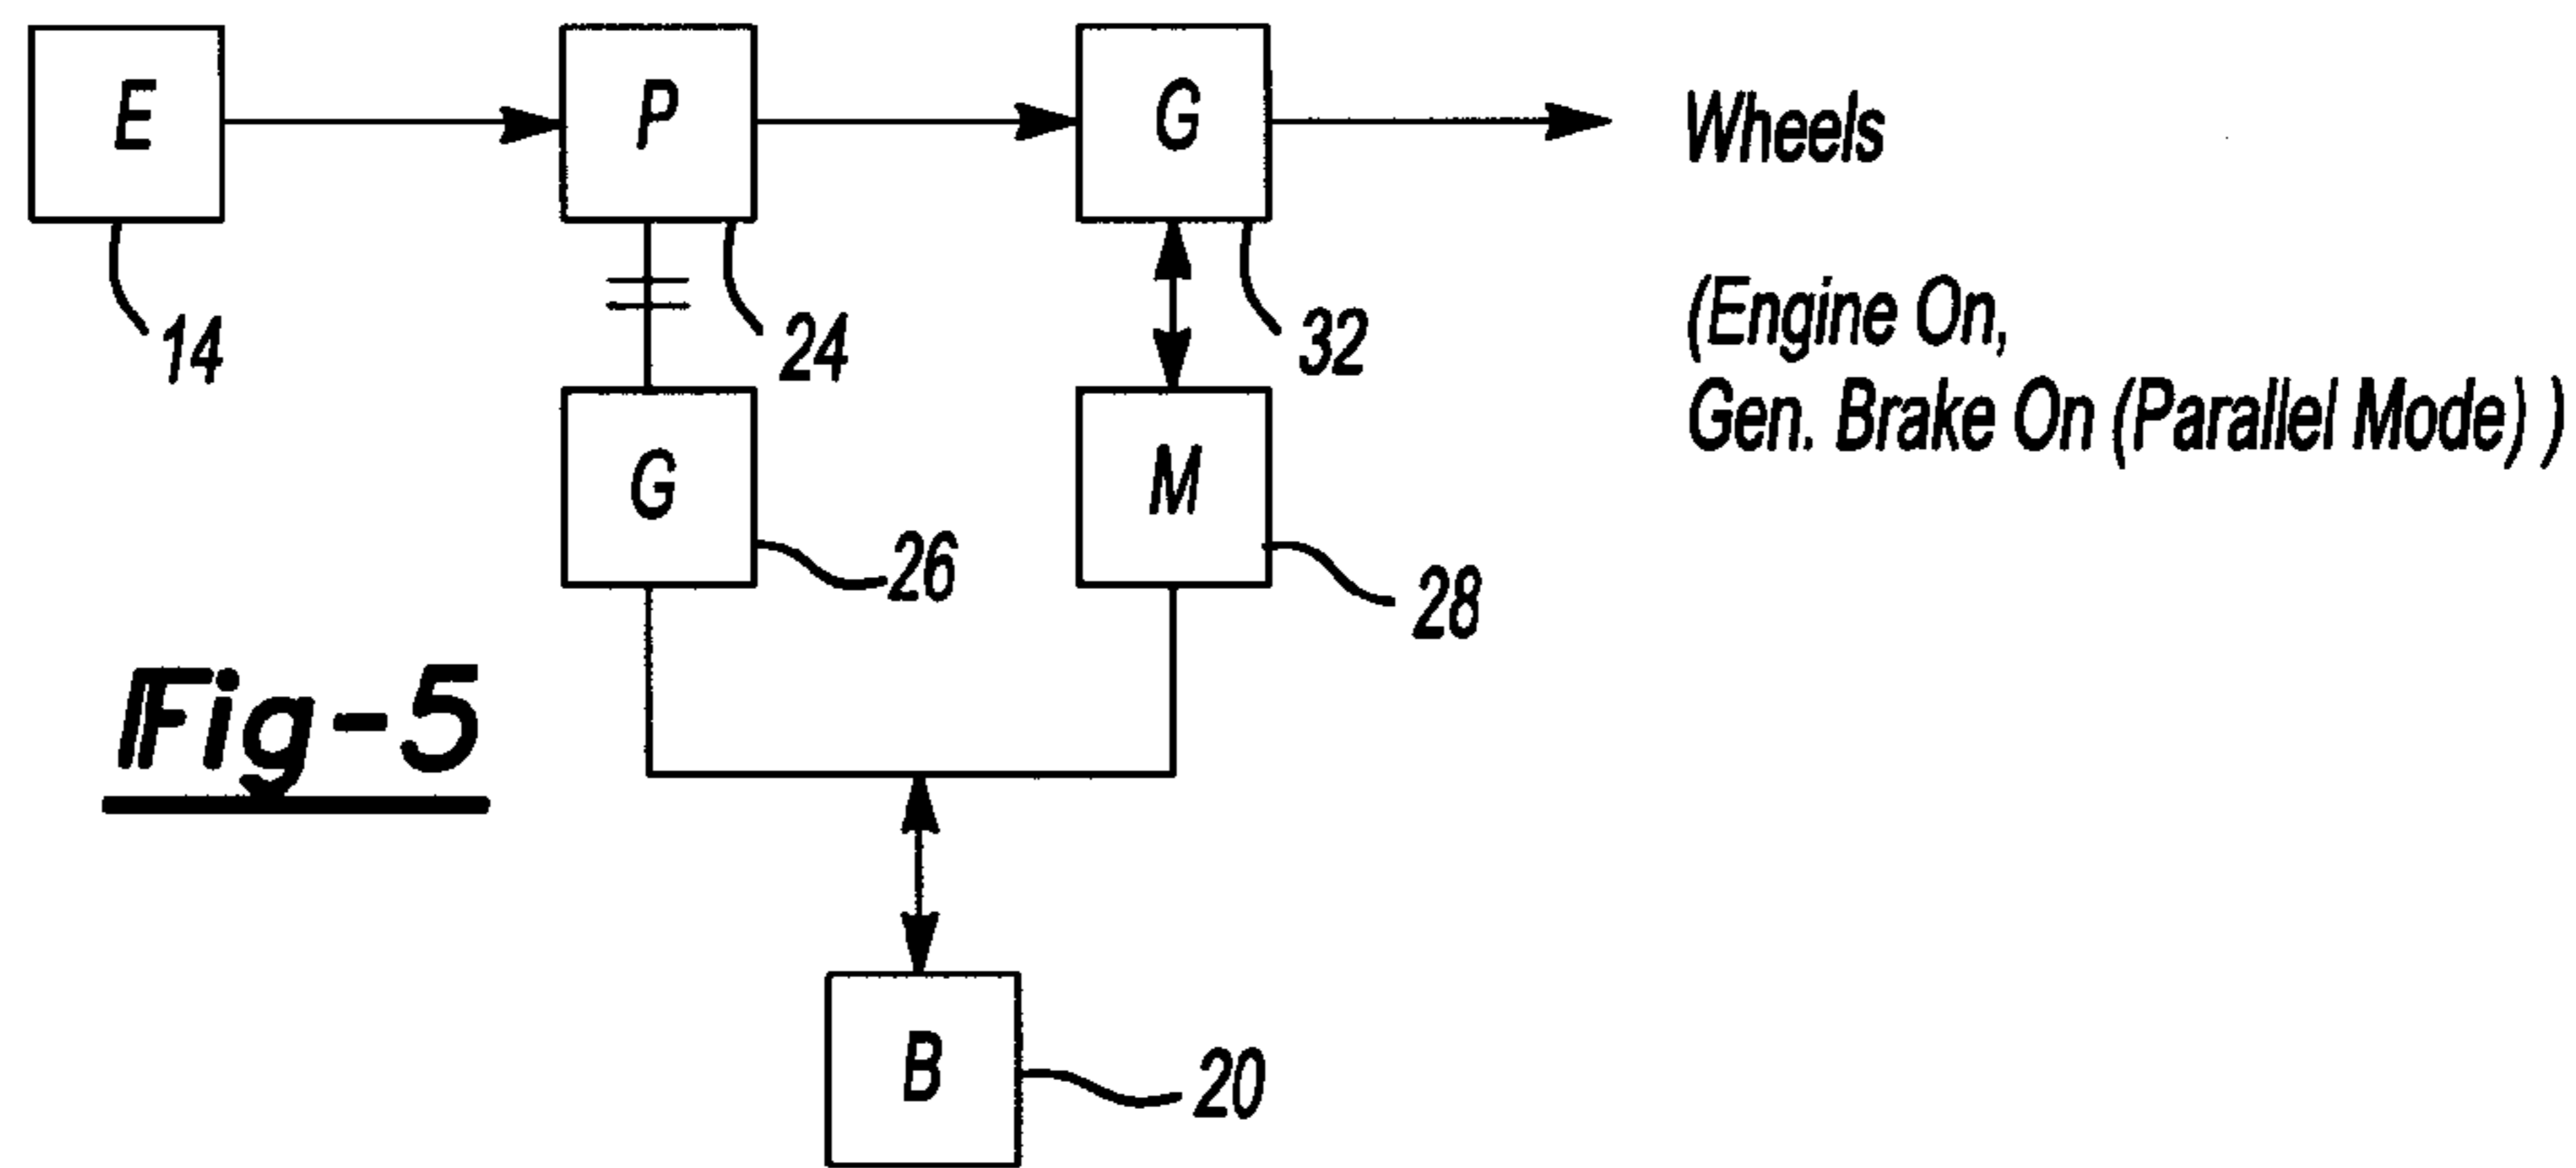 E
P
G
Wheels
14
24
32
(Engine On,
Gen. Brake On (Parallel Mode) )
G
M
26
28
Fig-5
B
20